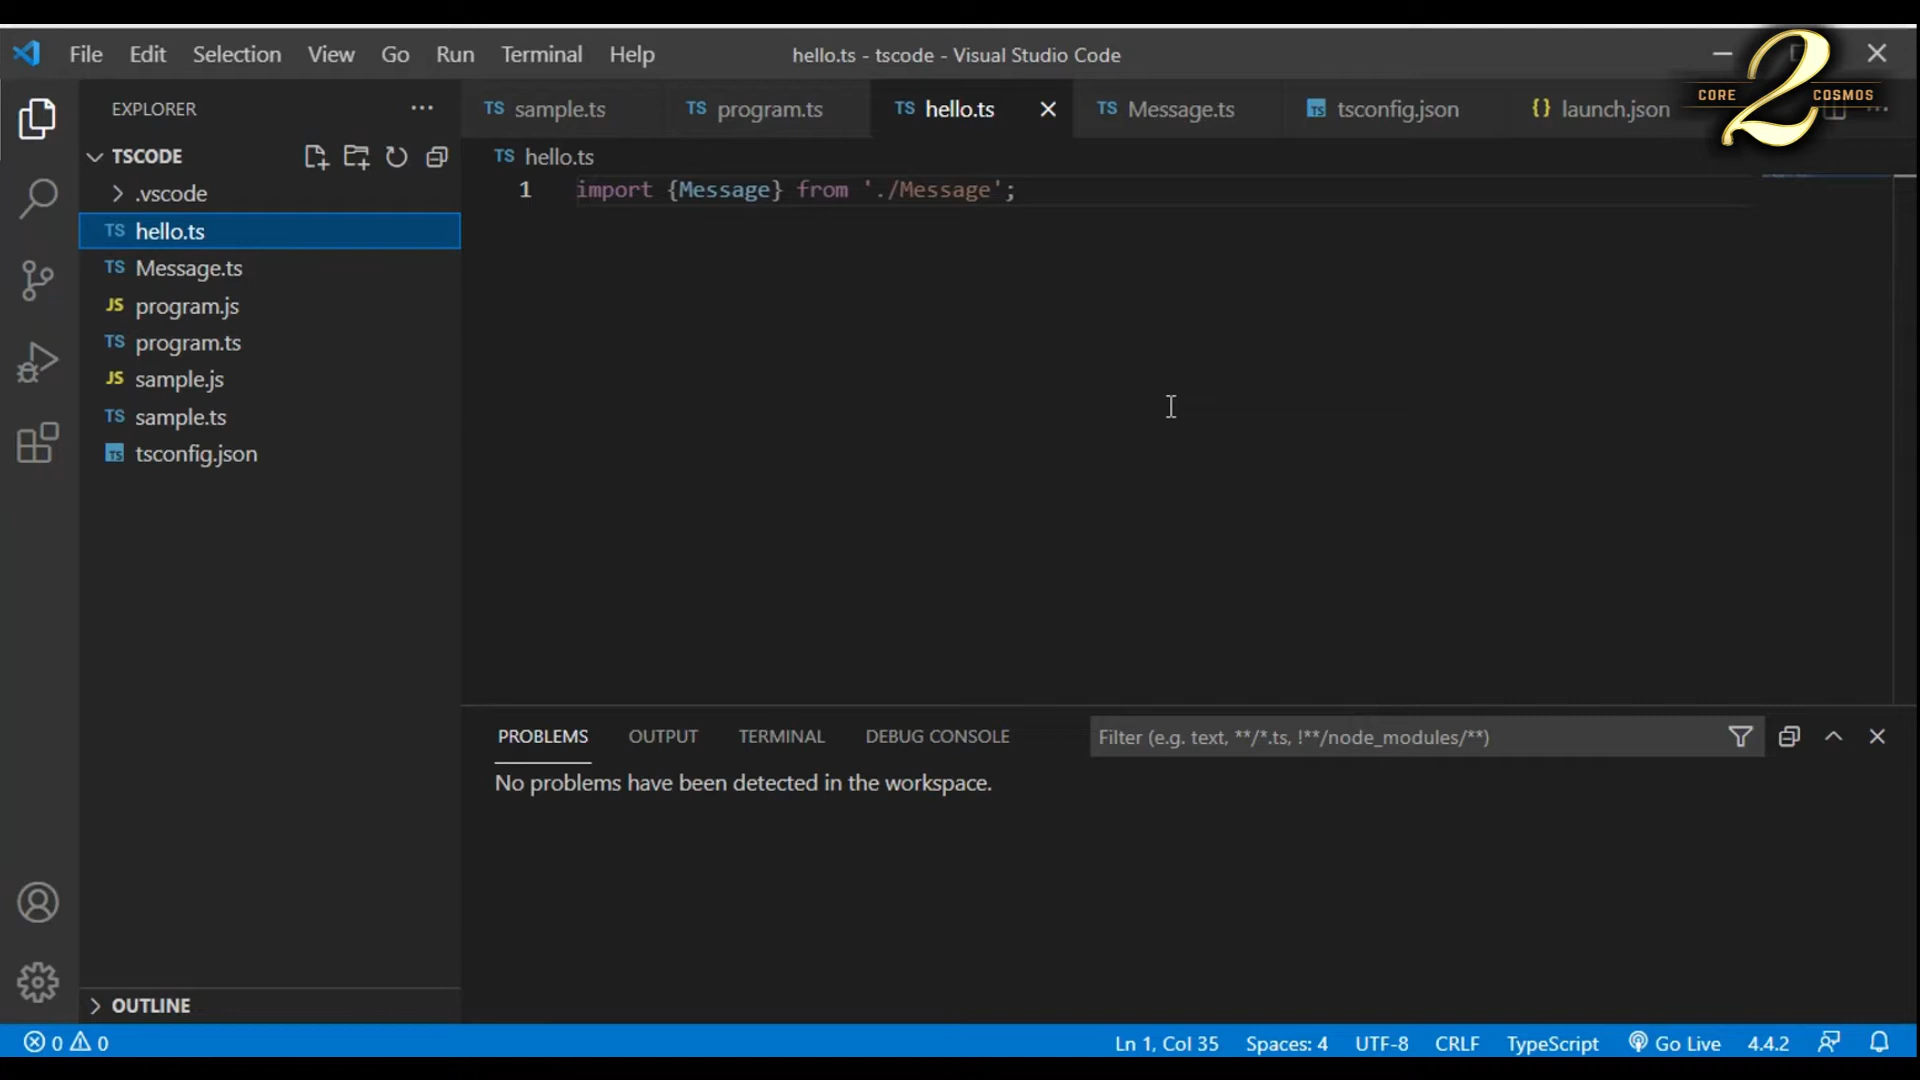 File Edit Selection View Go Run Terminal Help hello.ts - tscode - Visual Studio Code
CORE 2 COSMOS
EXPLORER
TS sample.ts TS program.ts TS hello.ts TS Message.ts TS tsconfig.json {} launch.json
TSCODE
TS hello.ts
.vscode
1 import {Message} from './Message';
TS hello.ts
TS Message.ts
JS program.js
TS program.ts
JS sample.js
TS sample.ts
TS tsconfig.json
PROBLEMS OUTPUT TERMINAL DEBUG CONSOLE Filter (e.g. text, **/*.ts, !**/node_modules/**)
No problems have been detected in the workspace.
OUTLINE
0 0 Ln 1, Col 35 Spaces: 4 UTF-8 CRLF TypeScript Go Live 4.4.2